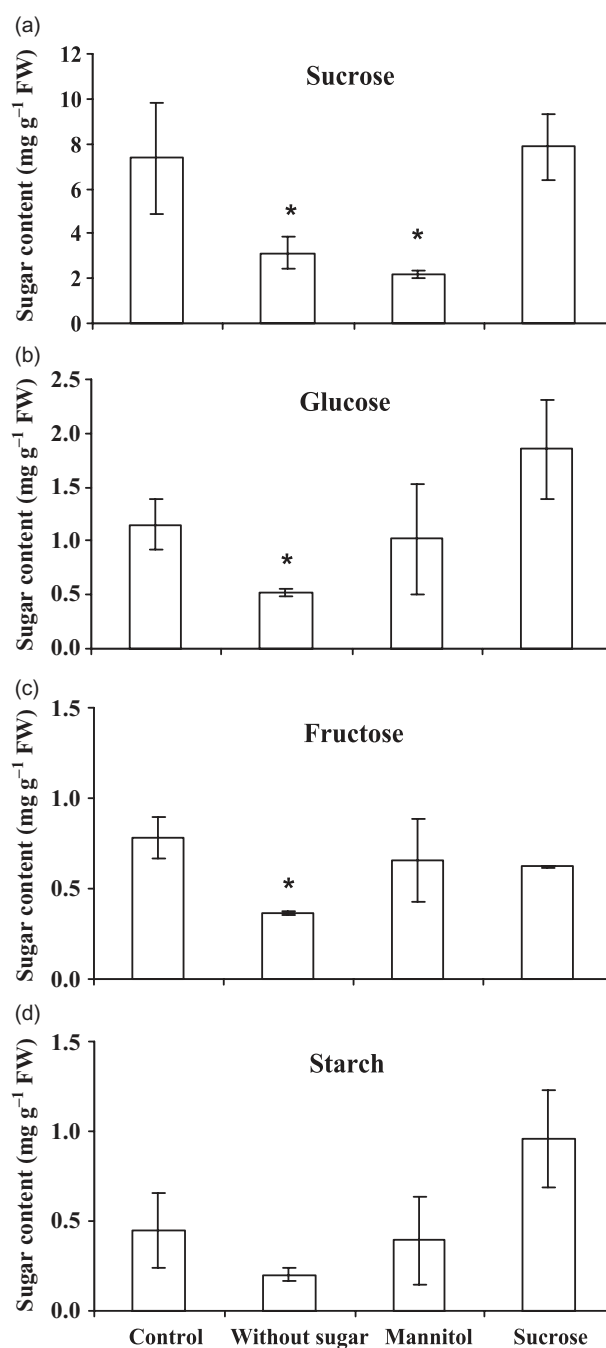 (a)
Sucrose
Sugar content (mg g⁻¹ FW)
12
10
8
6
4
2
0
*
*
(b)
Glucose
Sugar content (mg g⁻¹ FW)
2.5
2.0
1.5
1.0
0.5
0.0
*
(c)
Fructose
Sugar content (mg g⁻¹ FW)
1.5
1.0
0.5
0.0
*
(d)
Starch
Sugar content (mg g⁻¹ FW)
1.5
1.0
0.5
0.0
Control Without sugar Mannitol Sucrose